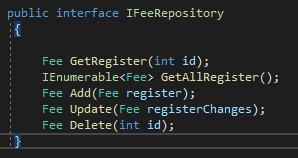 public interface IFeeRepository
{
Fee GetRegister(int id);
IEnumerable<Fee> GetAllRegister();
Fee Add(Fee register);
Fee Update(Fee registerChanges);
Fee Delete(int id);
}